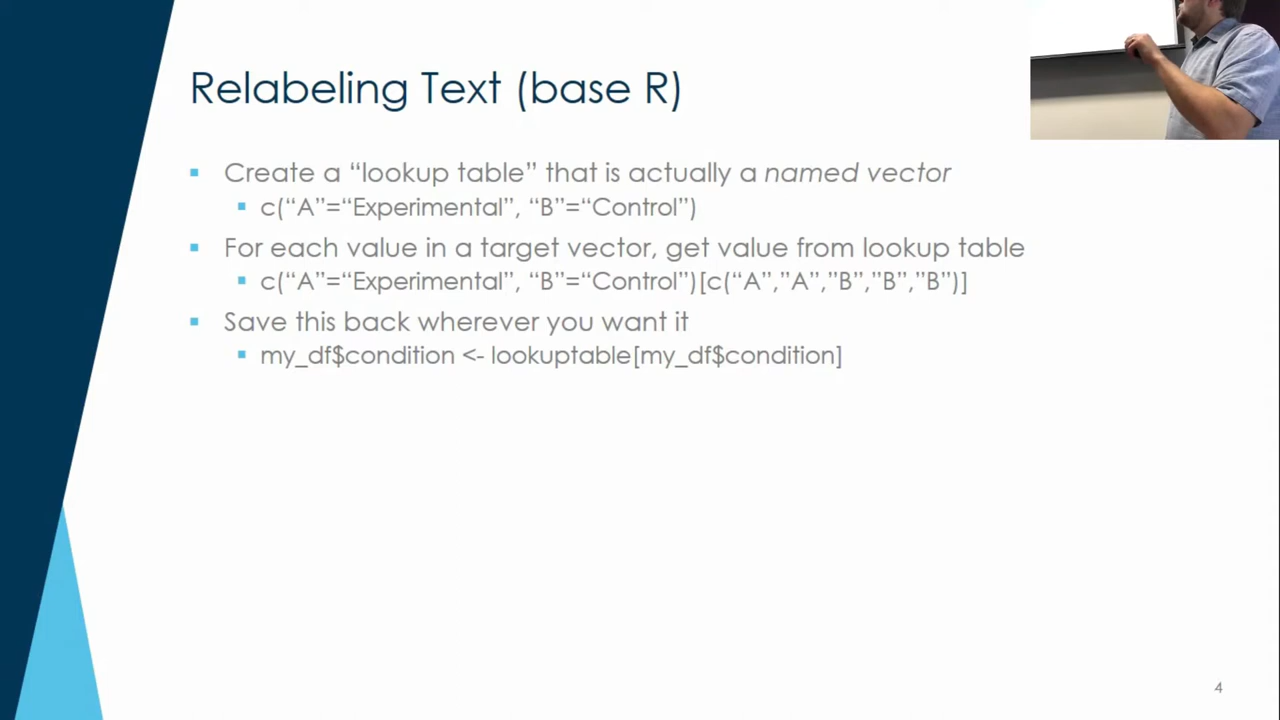 Relabeling Text (base R)
Create a “lookup table” that is actually a named vector
c(“A”=“Experimental”, “B”=“Control”)
For each value in a target vector, get value from lookup table
c(“A”=“Experimental”, “B”=“Control”)[c(“A”,”A”,”B”,”B”,”B”)]
Save this back wherever you want it
my_df$condition <- lookuptable[my_df$condition]
4